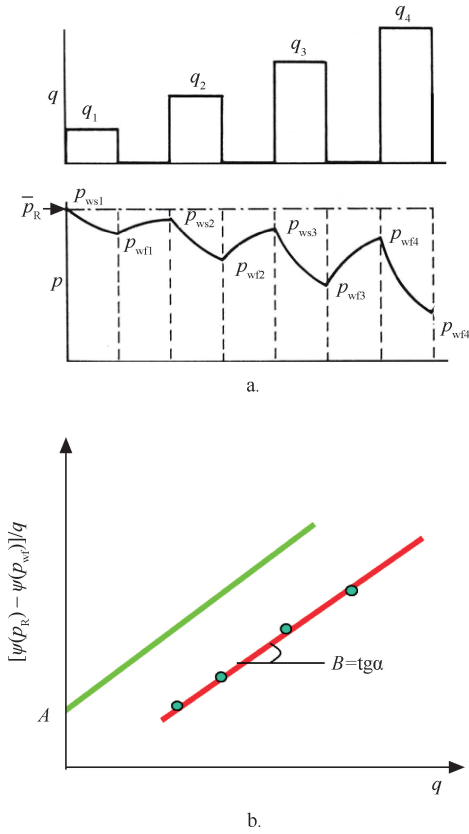 q
q₁
q₂
q₃
q₄
p̅R
pws1
pws2
pws3
pwf4
p
pwf1
pwf2
pwf3
pwf4
a.
[ψ(pR) − ψ(pwf)]/q
A
B=tgα
q
b.